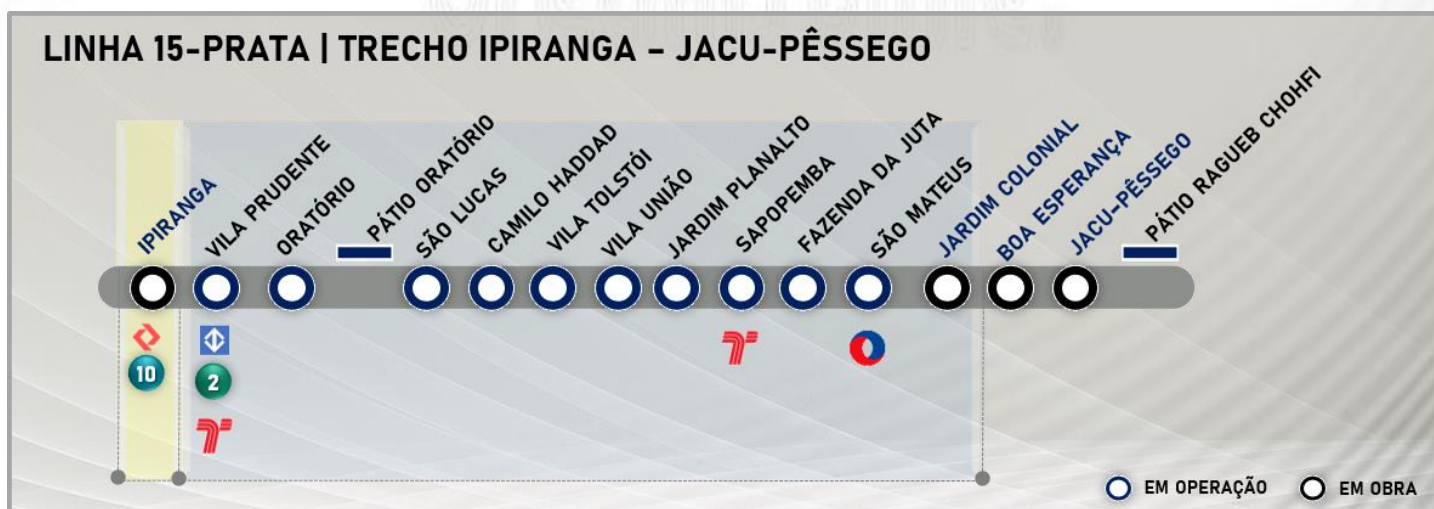 LINHA 15-PRATA | TRECHO IPIRANGA – JACU-PÊSSEGO
IPIRANGA
VILA PRUDENTE
ORATÓRIO
PÁTIO ORATÓRIO
SÃO LUCAS
CAMILO HADDAD
VILA TOLSTÓI
VILA UNIÃO
JARDIM PLANALTO
SAPOPEMBA
FAZENDA DA JUTA
SÃO MATEUS
JARDIM COLONIAL
BOA ESPERANÇA
JACU-PÊSSEGO
PÁTIO RAGUEB CHOHFI
10
2
EM OPERAÇÃO
EM OBRA